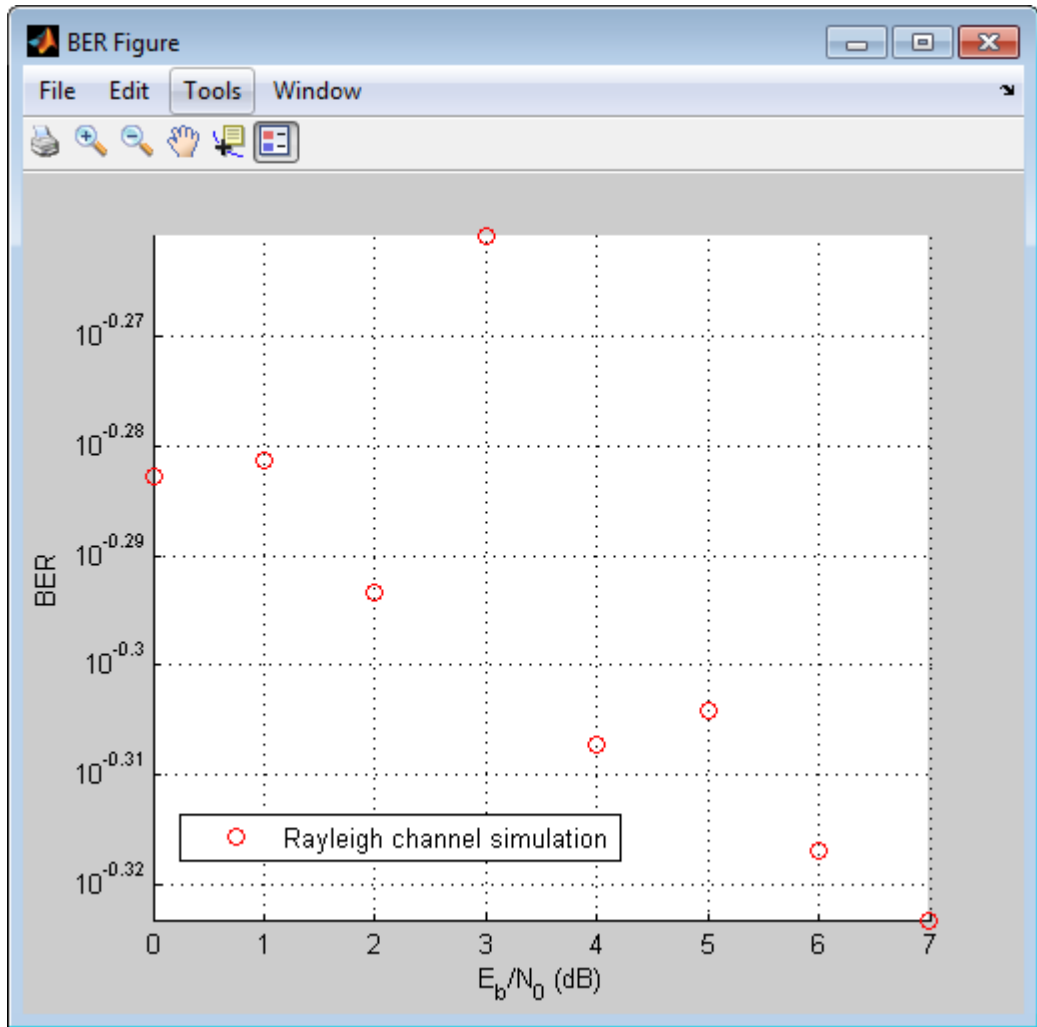 BER Figure
File Edit Tools Window
10^-0.27
10^-0.28
10^-0.29
10^-0.3
10^-0.31
10^-0.32
BER
Rayleigh channel simulation
0 1 2 3 4 5 6 7
E_b/N_0 (dB)